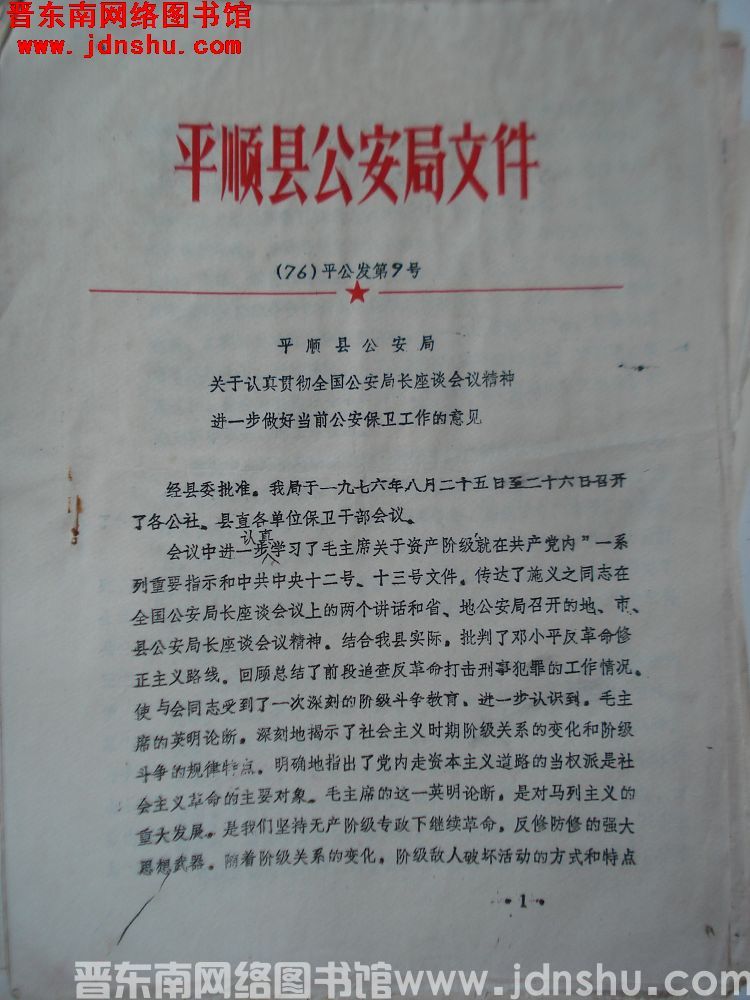 晋东南网络图书馆
www.jdnshu.com
平顺县公安局文件
(76)平公发第9号
平顺县公安局
关于认真贯彻全国公安局长座谈会议精神
进一步做好当前公安保卫工作的意见
经县委批准。我局于一九七六年八月二十五日至二十六日召开
了各公社、县直各单位保卫干部会议。
认真
会议中进一步学习了毛主席关于资产阶级"就在共产党内"一系
列重要指示和中共中央十二号、十三号文件。传达了施义之同志在
全国公安局长座谈会议上的两个讲话和省、地公安局召开的地、市、
县公安局长座谈会议精神。结合我县实际，批判了邓小平反革命修
正主义路线。回顾总结了前段追查反革命打击刑事犯罪的工作情况。
使与会同志受到了一次深刻的阶级斗争教育、进一步认识到。毛主
席的英明论断。深刻地揭示了社会主义时期阶级关系的变化和阶级
斗争的规律特点。明确地指出了党内走资本主义道路的当权派是社
会主义革命的主要对象。毛主席的这一英明论断，是对马列主义的
重大发展。是我们坚持无产阶级专政下继续革命，反修防修的强大
思想武器。随着阶级关系的变化，阶级敌人破坏活动的方式和特点
·1·
晋东南网络图书馆www.jdnshu.com